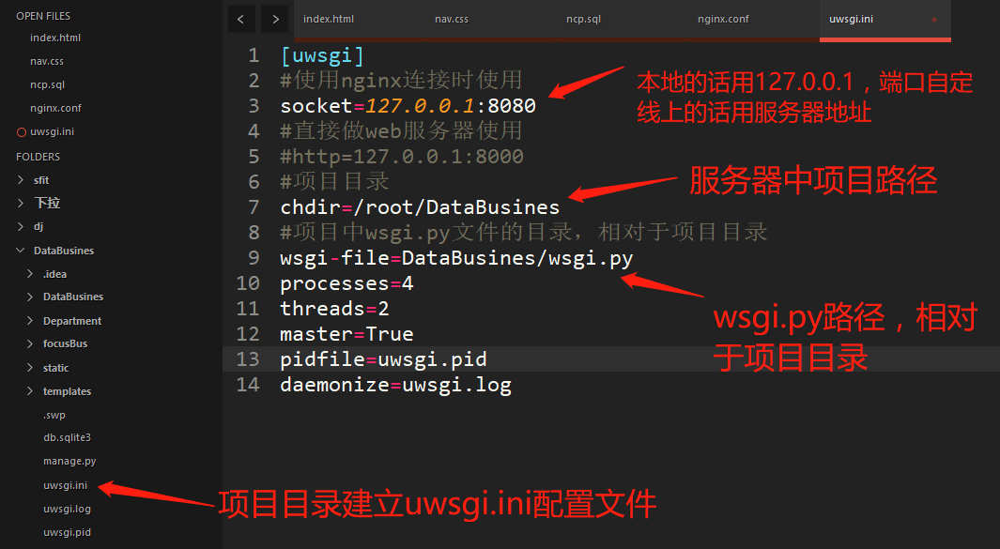 OPEN FILES
index.html
nav.css
ncp.sql
nginx.conf
uwsgi.ini
FOLDERS
sfit
下拉
dj
DataBusines
.idea
DataBusines
Department
focusBus
static
templates
.swp
db.sqlite3
manage.py
uwsgi.ini
uwsgi.log
uwsgi.pid
index.html nav.css ncp.sql nginx.conf uwsgi.ini
1 [uwsgi]
2 #使用nginx连接时使用
3 socket=127.0.0.1:8080
4 #直接做web服务器使用
5 #http=127.0.0.1:8000
6 #项目目录
7 chdir=/root/DataBusines
8 #项目中wsgi.py文件的目录，相对于项目目录
9 wsgi-file=DataBusines/wsgi.py
10 processes=4
11 threads=2
12 master=True
13 pidfile=uwsgi.pid
14 daemonize=uwsgi.log
本地的话用127.0.0.1，端口自定
线上的话用服务器地址
服务器中项目路径
wsgi.py路径，相对
于项目目录
项目目录建立uwsgi.ini配置文件